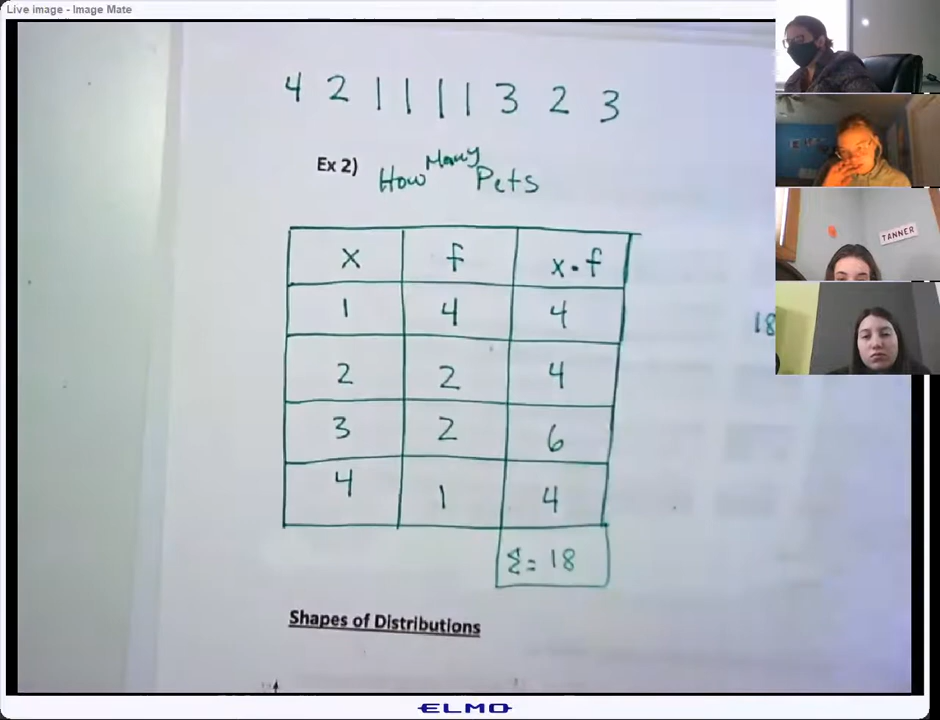 Live image - Image Mate
4 2 1 1 1 1 3 2 3
Ex 2) How Many Pets
x f x • f
1 4 4
2 2 4
3 2 6
4 1 4
Σ = 18
18
TANNER
Shapes of Distributions
ELMO